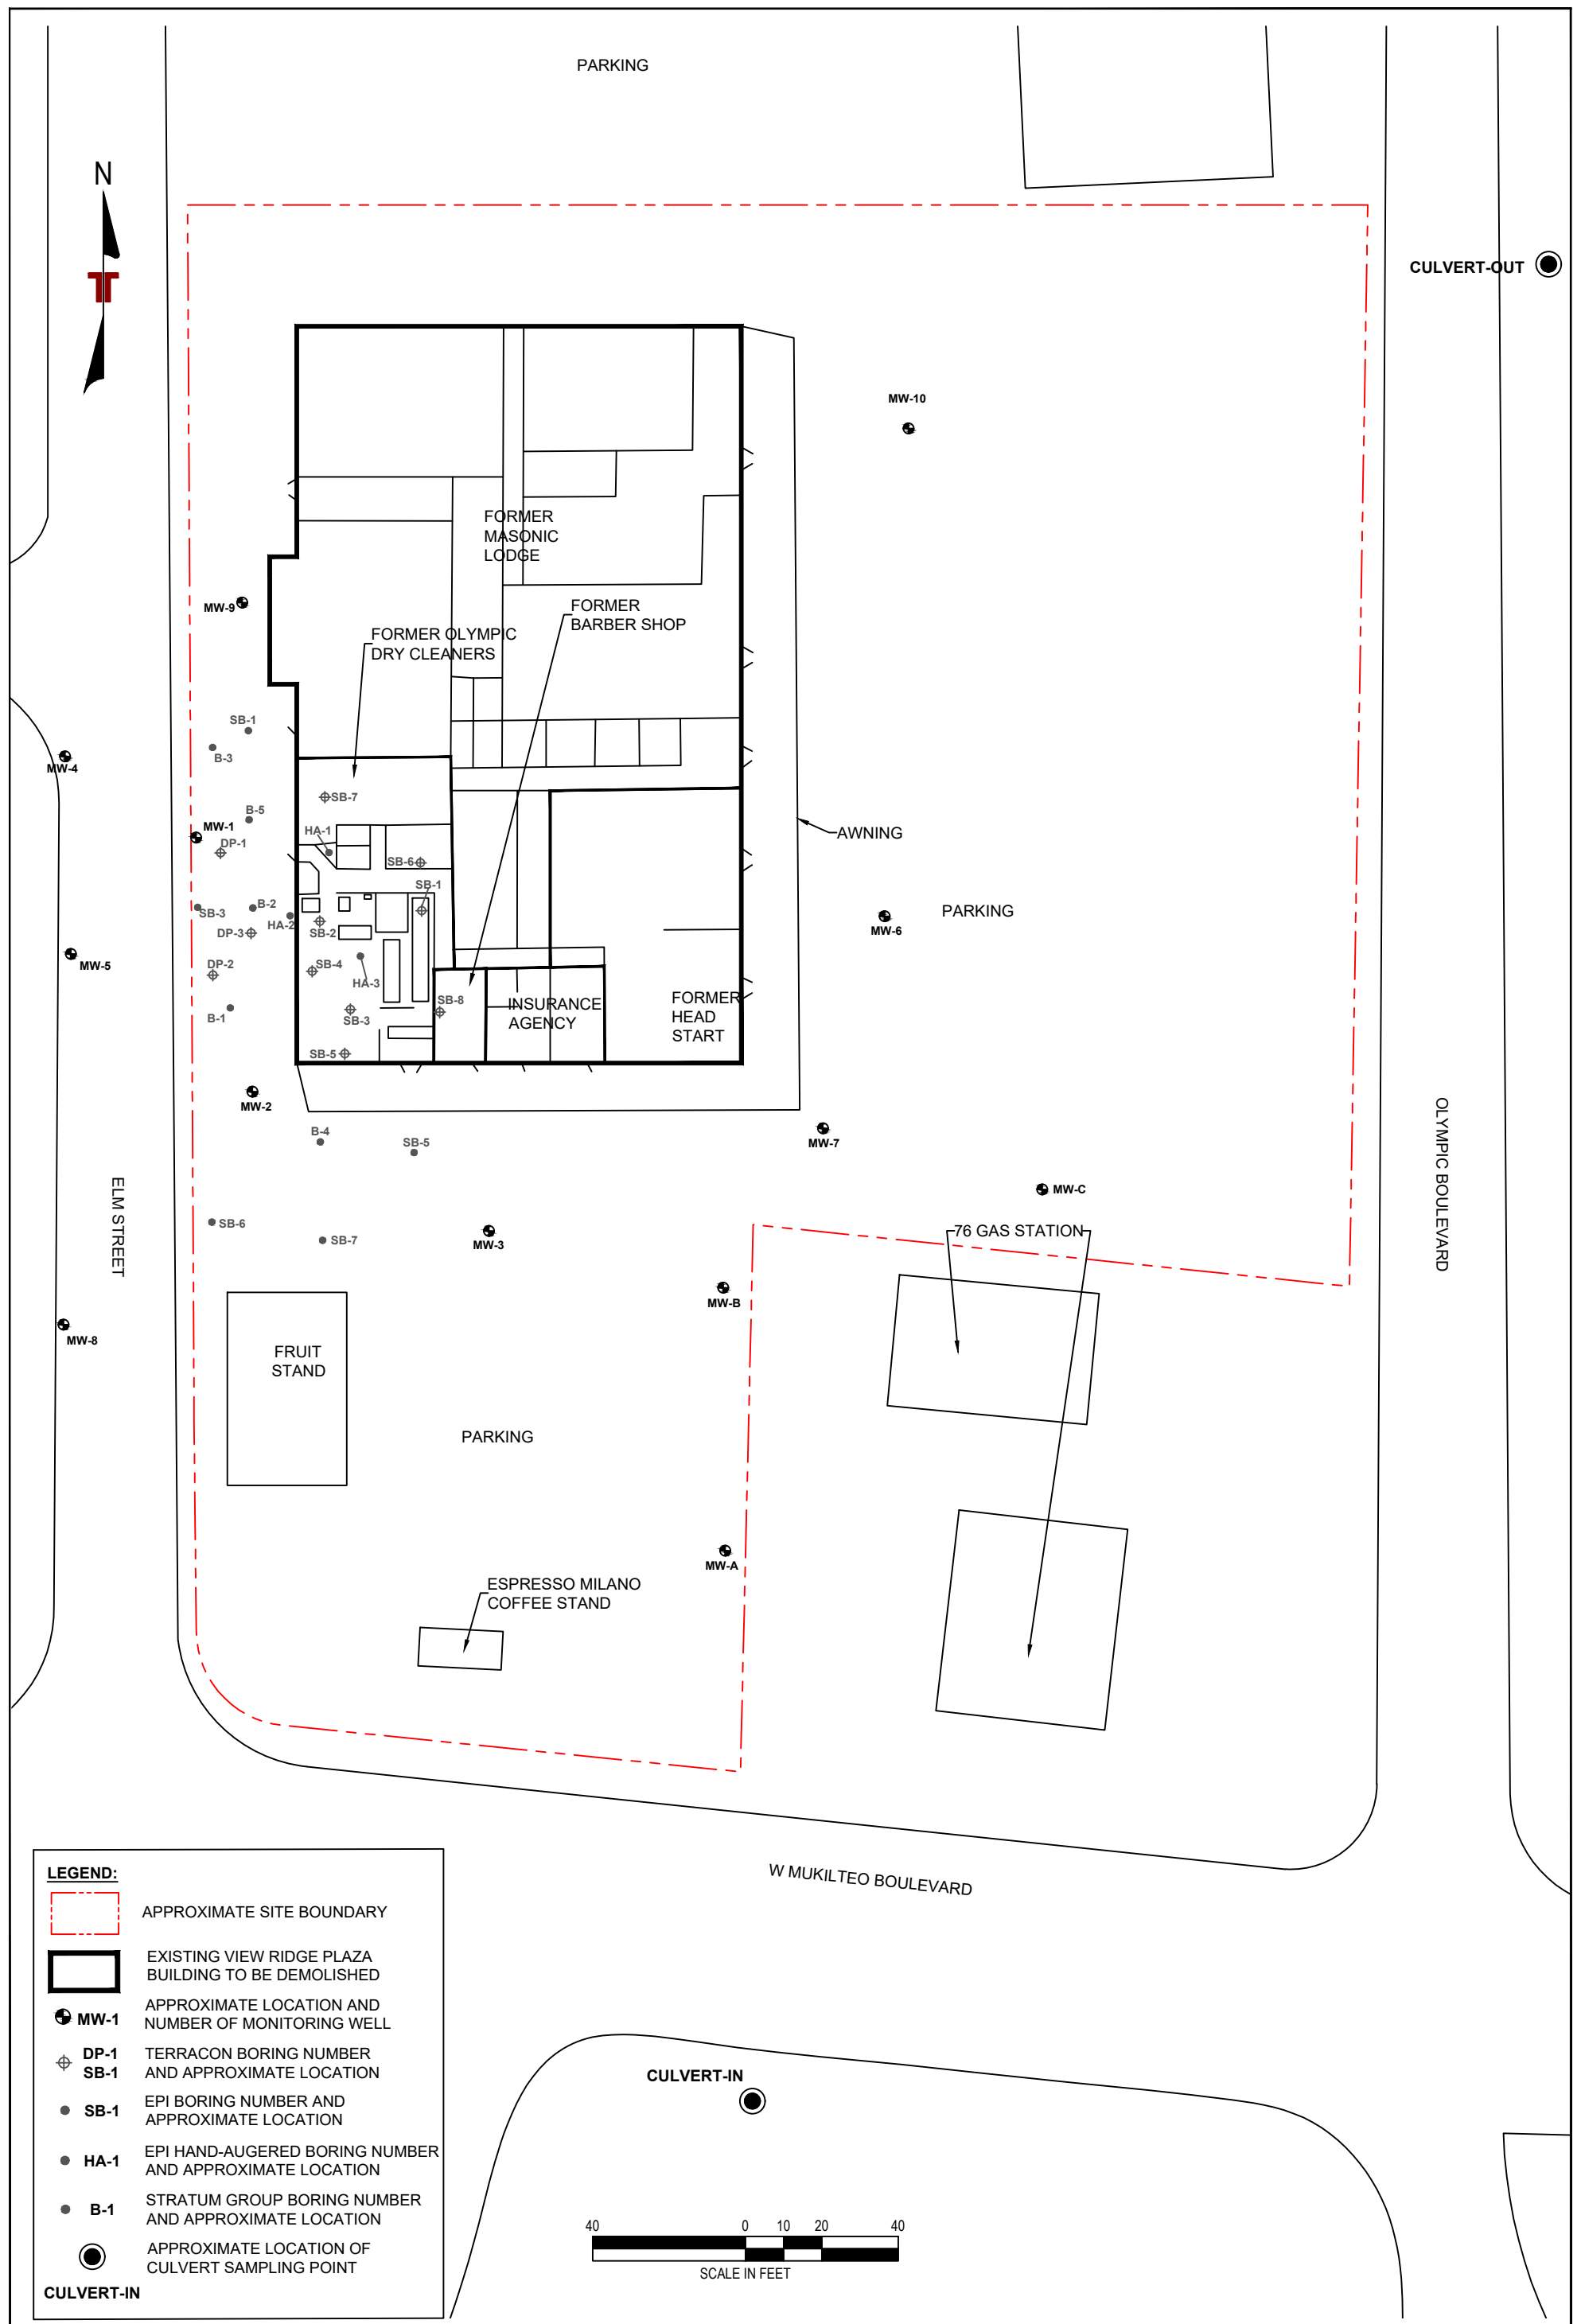 PARKING
N
CULVERT-OUT
MW-10
FORMER
MASONIC
LODGE
MW-9
FORMER
BARBER SHOP
FORMER OLYMPIC
DRY CLEANERS
SB-1
B-3
MW-4
SB-7
B-5
MW-1
DP-1
HA-1
AWNING
SB-6
SB-1
SB-3
B-2
HA-2
DP-3
SB-2
PARKING
MW-6
MW-5
DP-2
SB-4
HA-3
B-1
SB-3
SB-8
INSURANCE
AGENCY
FORMER
HEAD
START
SB-5
MW-2
B-4
SB-5
MW-7
OLYMPIC BOULEVARD
ELM STREET
MW-C
SB-6
SB-7
MW-3
76 GAS STATION
MW-B
MW-8
FRUIT
STAND
PARKING
MW-A
ESPRESSO MILANO
COFFEE STAND
W MUKILTEO BOULEVARD
LEGEND:
APPROXIMATE SITE BOUNDARY
EXISTING VIEW RIDGE PLAZA
BUILDING TO BE DEMOLISHED
MW-1
APPROXIMATE LOCATION AND
NUMBER OF MONITORING WELL
DP-1
SB-1
TERRACON BORING NUMBER
AND APPROXIMATE LOCATION
SB-1
EPI BORING NUMBER AND
APPROXIMATE LOCATION
HA-1
EPI HAND-AUGERED BORING NUMBER
AND APPROXIMATE LOCATION
B-1
STRATUM GROUP BORING NUMBER
AND APPROXIMATE LOCATION
APPROXIMATE LOCATION OF
CULVERT SAMPLING POINT
CULVERT-IN
CULVERT-IN
40 0 10 20 40
SCALE IN FEET